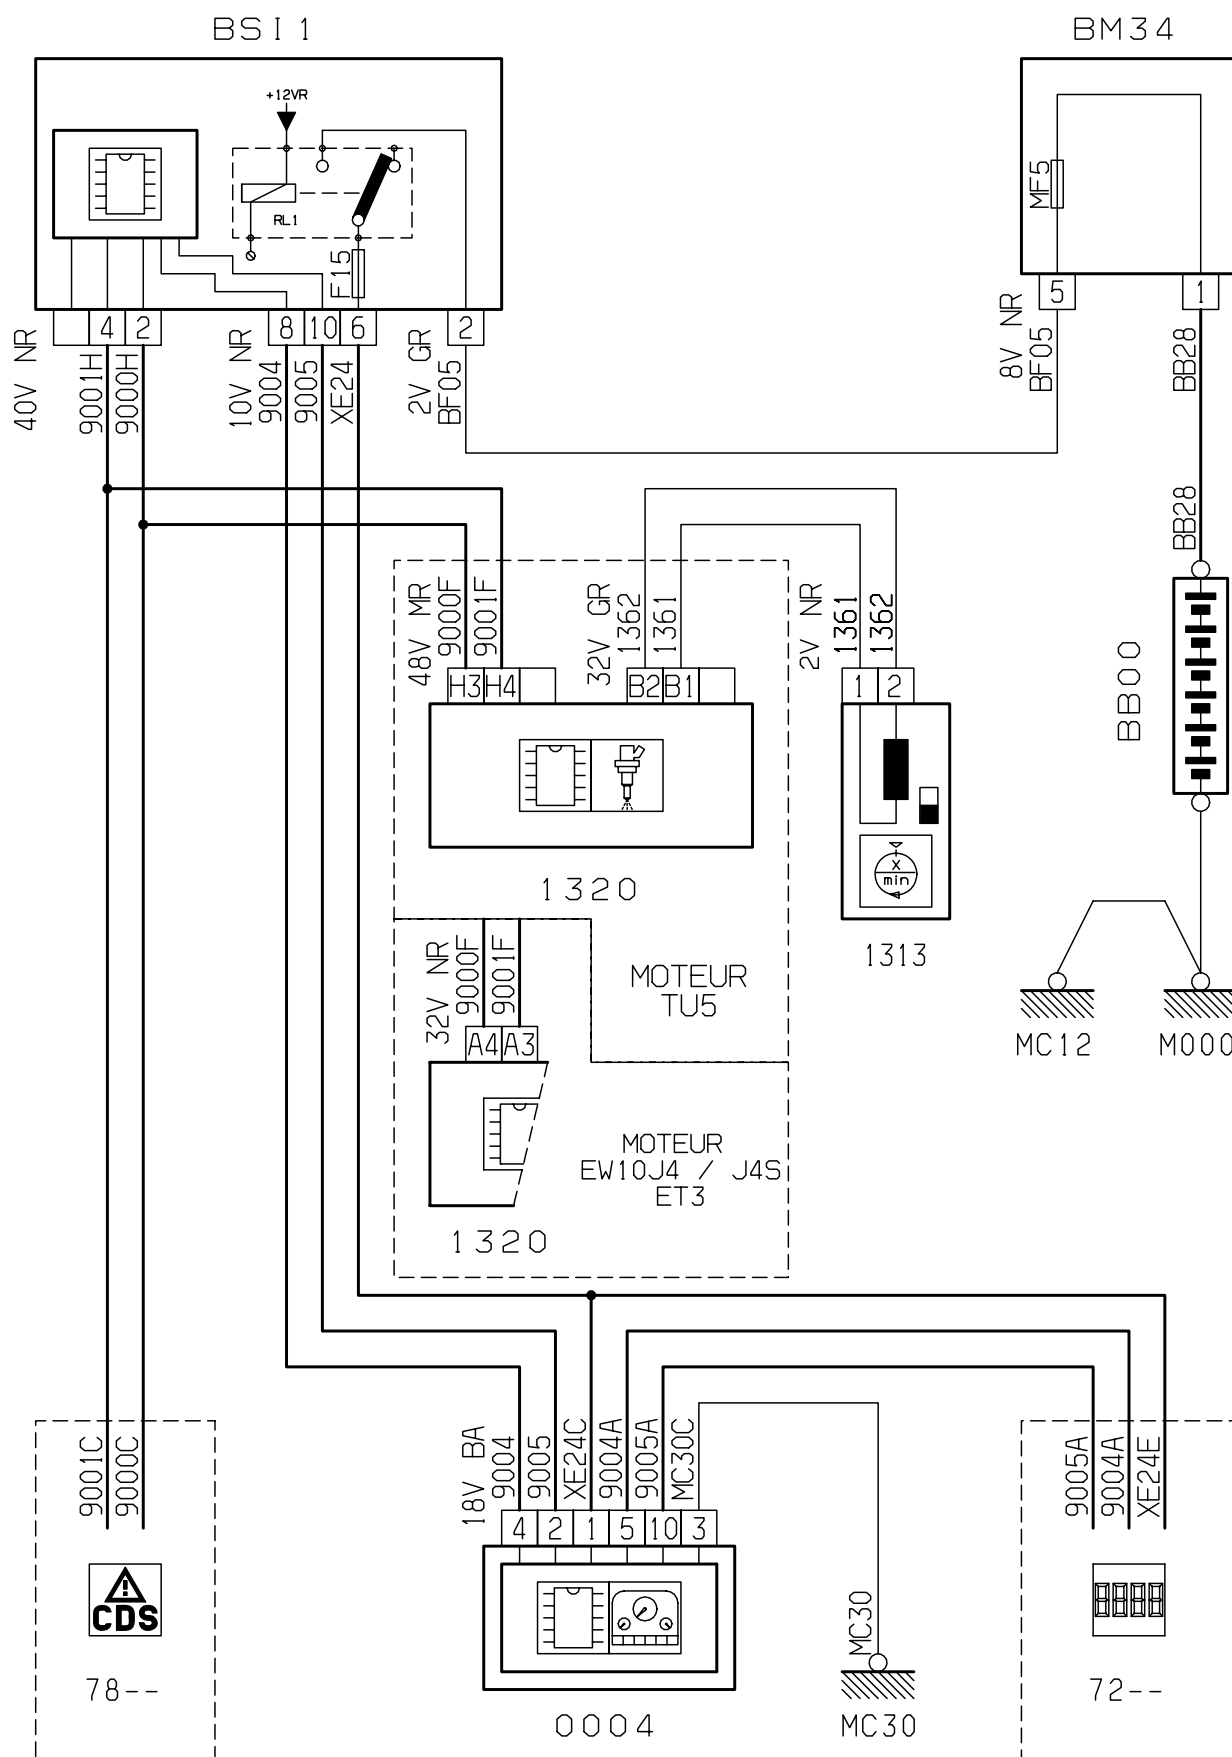 BSI1
BM34
+12VR
RL1
F15
MF5
4 2
8 10 6
2
5
1
40V NR
9001H
9000H
10V NR
9004
9005
XE24
2V GR
BF05
8V NR
BF05
BB28
BB28
48V MR
9000F
9001F
32V GR
1362
1361
2V NR
1361
1362
H3 H4
B2 B1
1 2
BB00
X
min
1320
1313
32V NR
9000F
9001F
MOTEUR
TU5
A4 A3
MC12
M000
MOTEUR
EW10J4 / J4S
ET3
1320
9001C
9000C
18V BA
9004
9005
XE24C
9004A
9005A
MC30C
9005A
9004A
XE24E
4 2 1 5 10 3
CDS
8888
MC30
78--
0004
MC30
72--